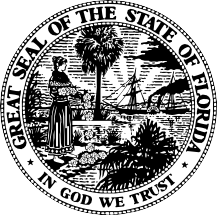 GREAT SEAL OF THE STATE OF FLORIDA
IN GOD WE TRUST